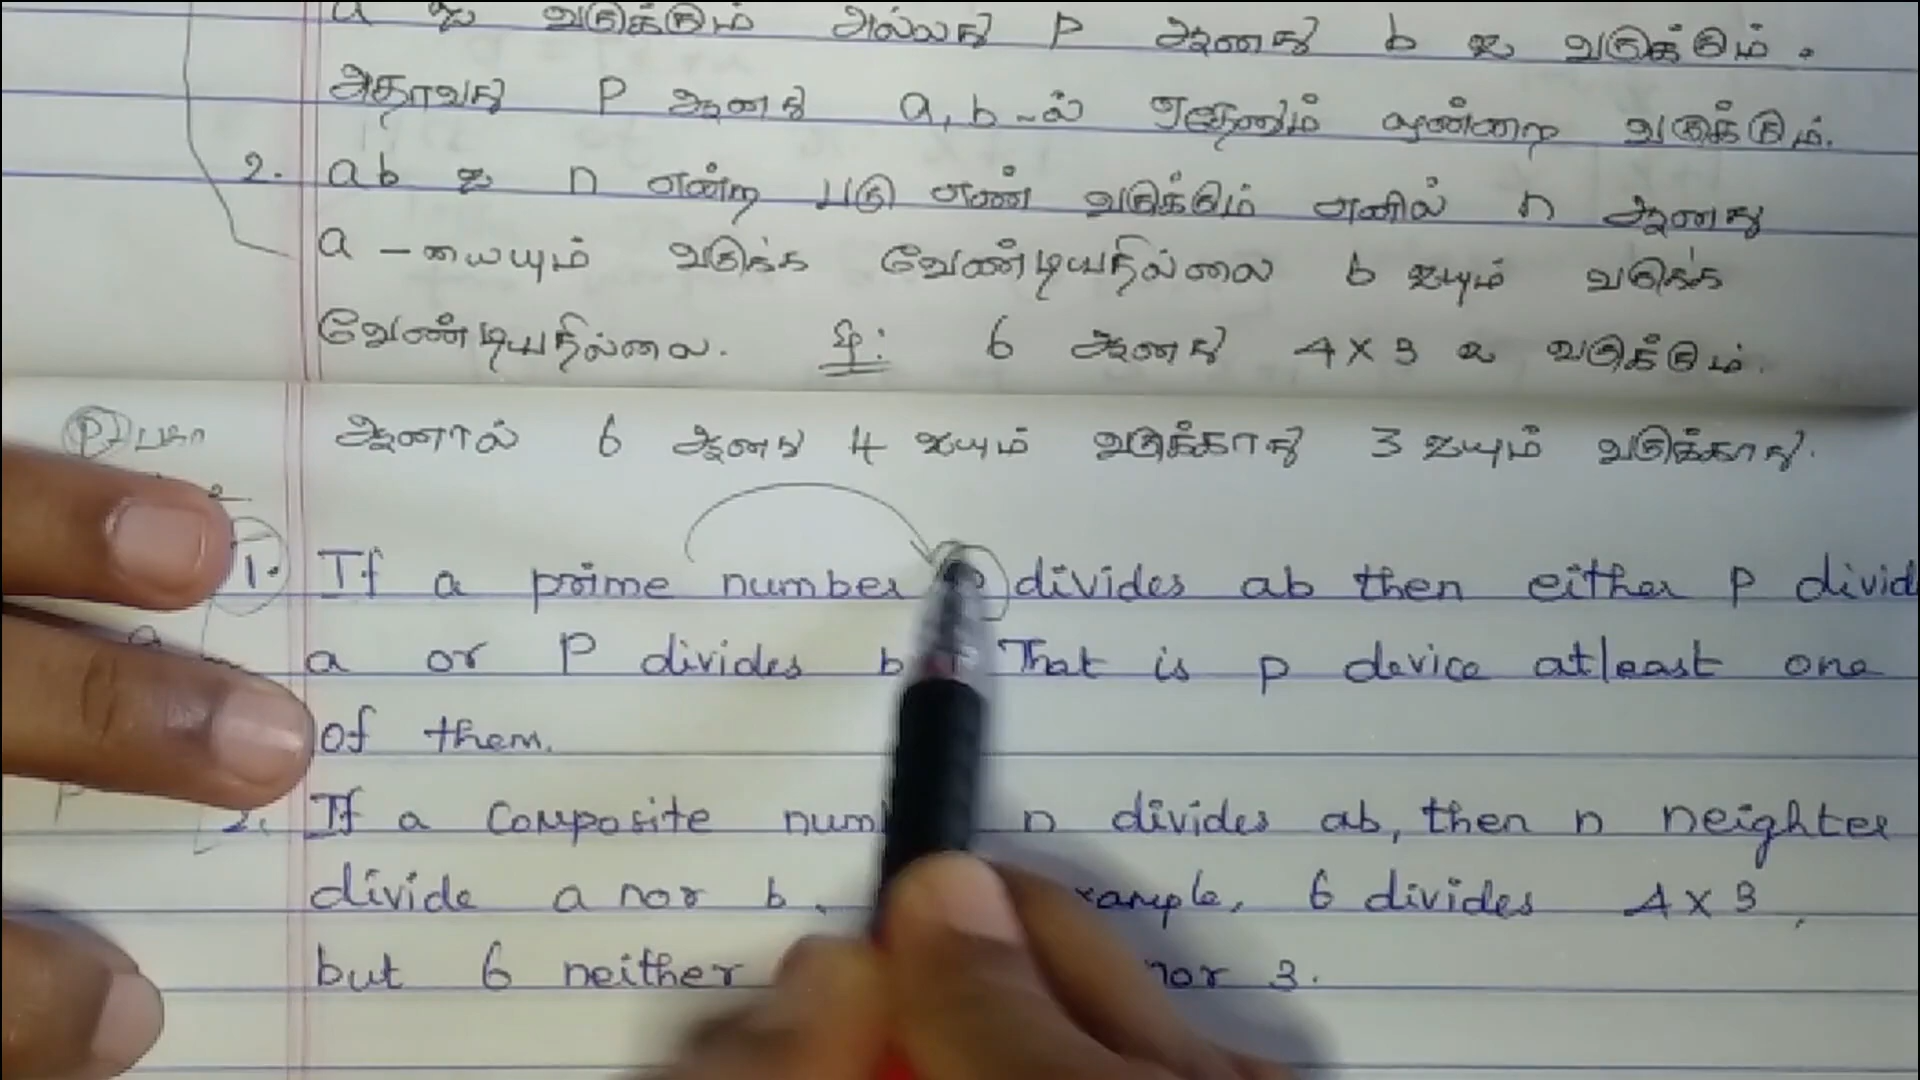 a ஐ வகுக்கும் அல்லது P ஆனது b ஐ வகுக்கும்.
அதாவது P ஆனது a, b-ல் ஏதேனும் ஒன்றை வகுக்கும்.
2. ab ஐ n என்ற பகு எண் வகுக்கும் எனில் n ஆனது
a -யையும் வகுக்க வேண்டியதில்லை b ஐயும் வகுக்க
வேண்டியதில்லை. 6 ஆனது 4 x 3 ஐ வகுக்கும்.
P பகா
ஆனால் 6 ஆனது 4 ஐயும் வகுக்காது 3 ஐயும் வகுக்காது.
1. If a prime number divides ab then either P divid
a or P divides b That is p device atleast one
of them.
2. If a composite num n divides ab, then n neighter
divide a nor b. xample, 6 divides 4 x 3,
but 6 neither nor 3.